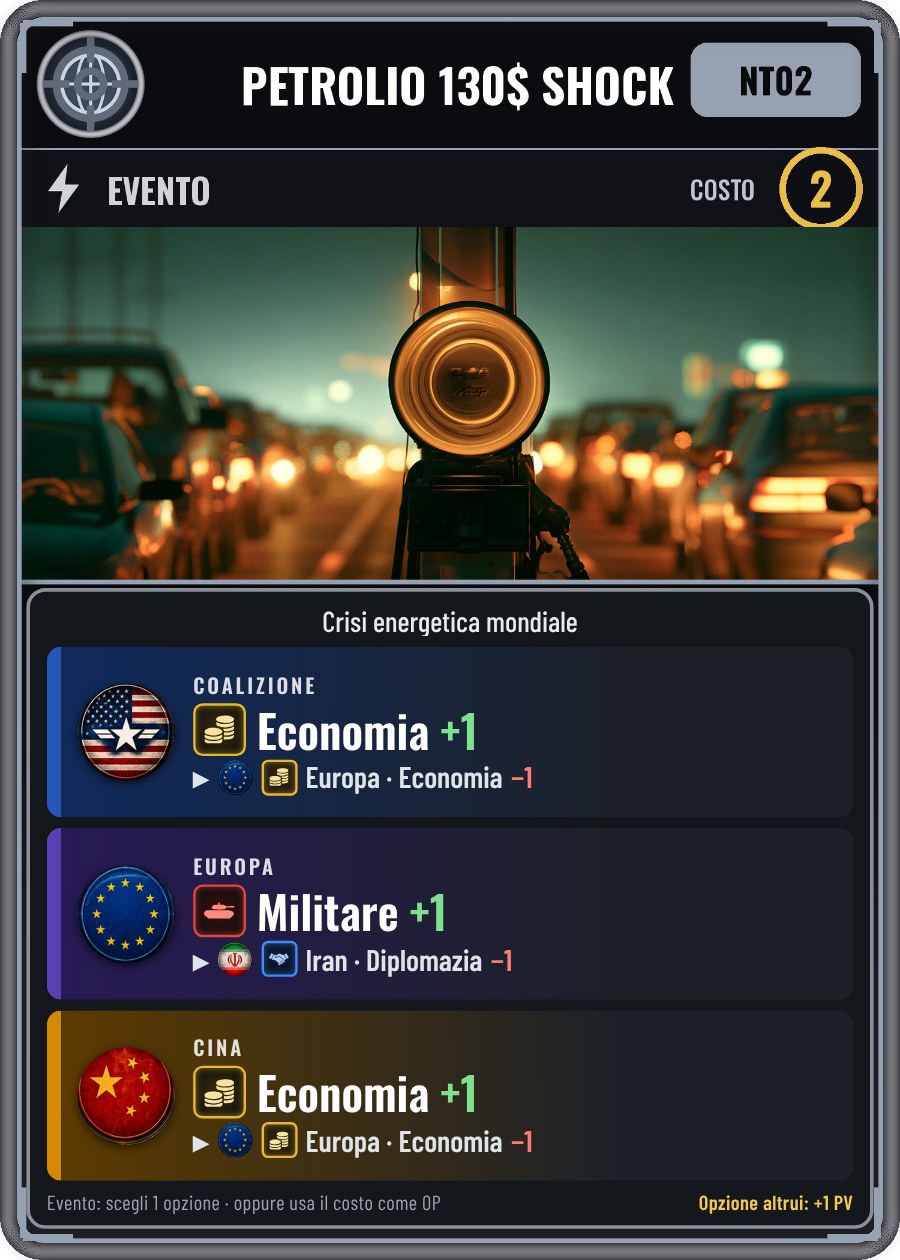 PETROLIO 130$ SHOCK
NT02
EVENTO
COSTO 2
Crisi energetica mondiale
COALIZIONE
Economia +1
▶ Europa · Economia −1
EUROPA
Militare +1
▶ Iran · Diplomazia −1
CINA
Economia +1
▶ Europa · Economia −1
Evento: scegli 1 opzione · oppure usa il costo come OP
Opzione altrui: +1 PV